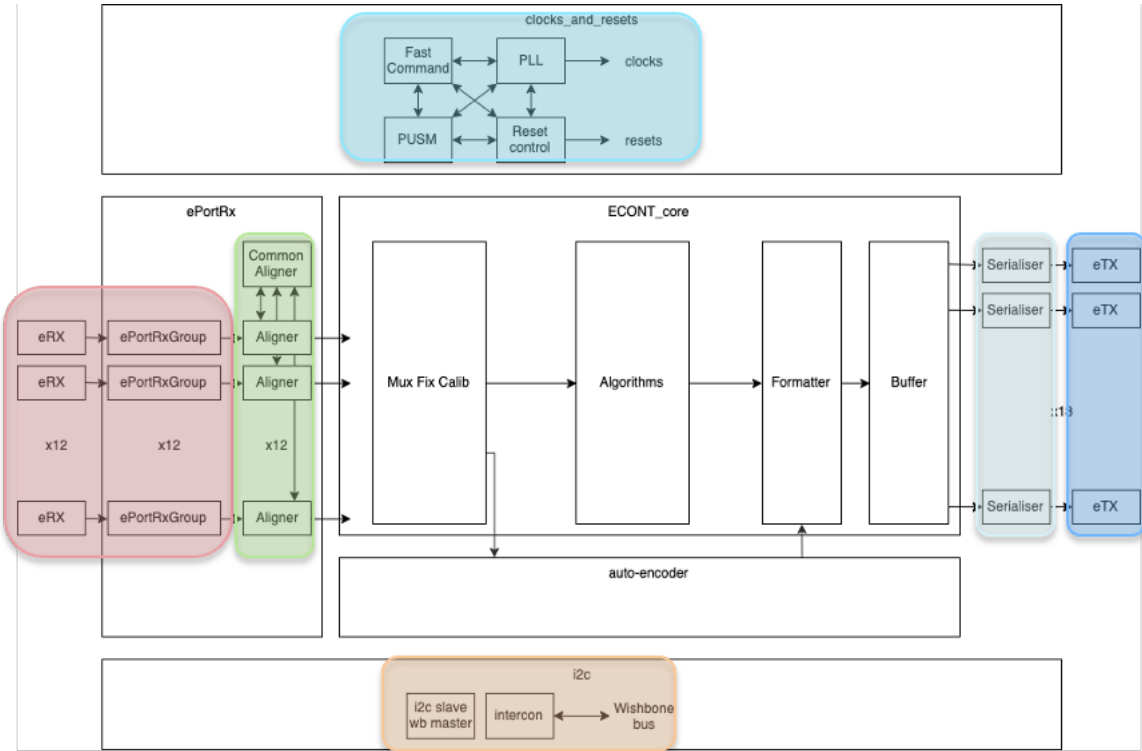 clocks_and_resets
Fast
Command
PLL
clocks
PUSM
Reset
control
resets
ePortRx
ECONT_core
Common
Aligner
Serialiser
eTX
Serialiser
eTX
eRX
ePortRxGroup
Aligner
eRX
ePortRxGroup
Aligner
Mux Fix Calib
Algorithms
Formatter
Buffer
x12
x12
x12
eRX
ePortRxGroup
Aligner
Serialiser
eTX
auto-encoder
i2c
i2c slave
wb master
intercon
Wishbone
bus